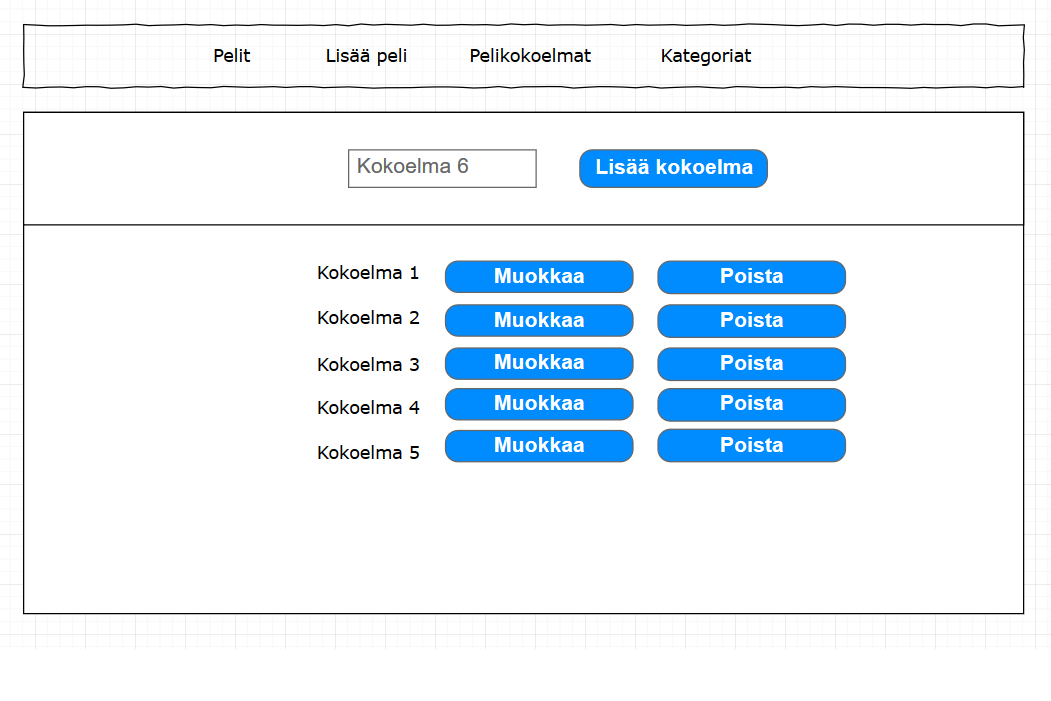 Pelit Lisää peli Pelikokoelmat Kategoriat
Kokoelma 6 Lisää kokoelma
Kokoelma 1 Muokkaa Poista
Kokoelma 2 Muokkaa Poista
Kokoelma 3 Muokkaa Poista
Kokoelma 4 Muokkaa Poista
Kokoelma 5 Muokkaa Poista